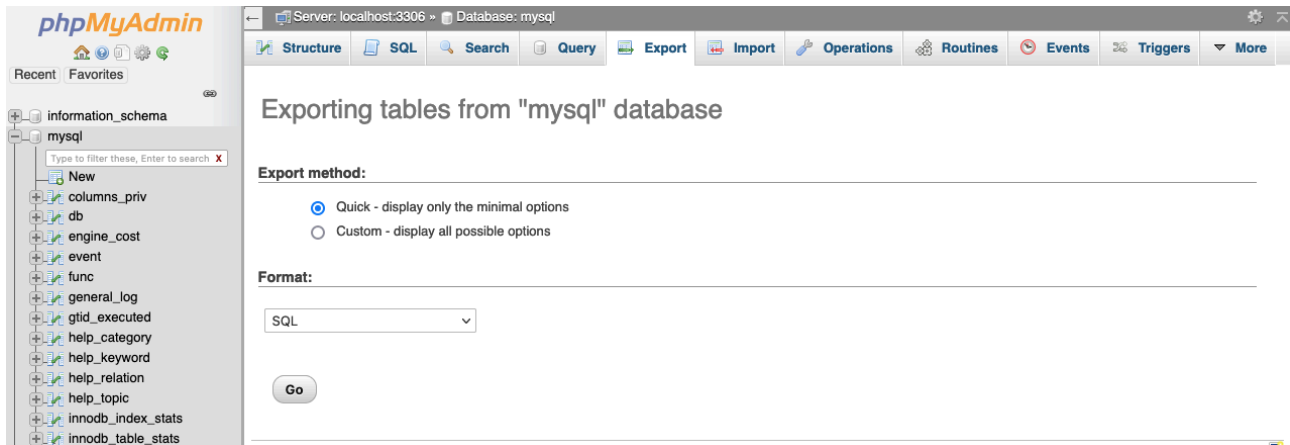 phpMyAdmin
Recent Favorites
information_schema
mysql
Type to filter these, Enter to search X
New
columns_priv
db
engine_cost
event
func
general_log
gtid_executed
help_category
help_keyword
help_relation
help_topic
innodb_index_stats
innodb_table_stats
Server: localhost:3306 » Database: mysql
Structure SQL Search Query Export Import Operations Routines Events Triggers More
Exporting tables from "mysql" database
Export method:
Quick - display only the minimal options
Custom - display all possible options
Format:
SQL
Go